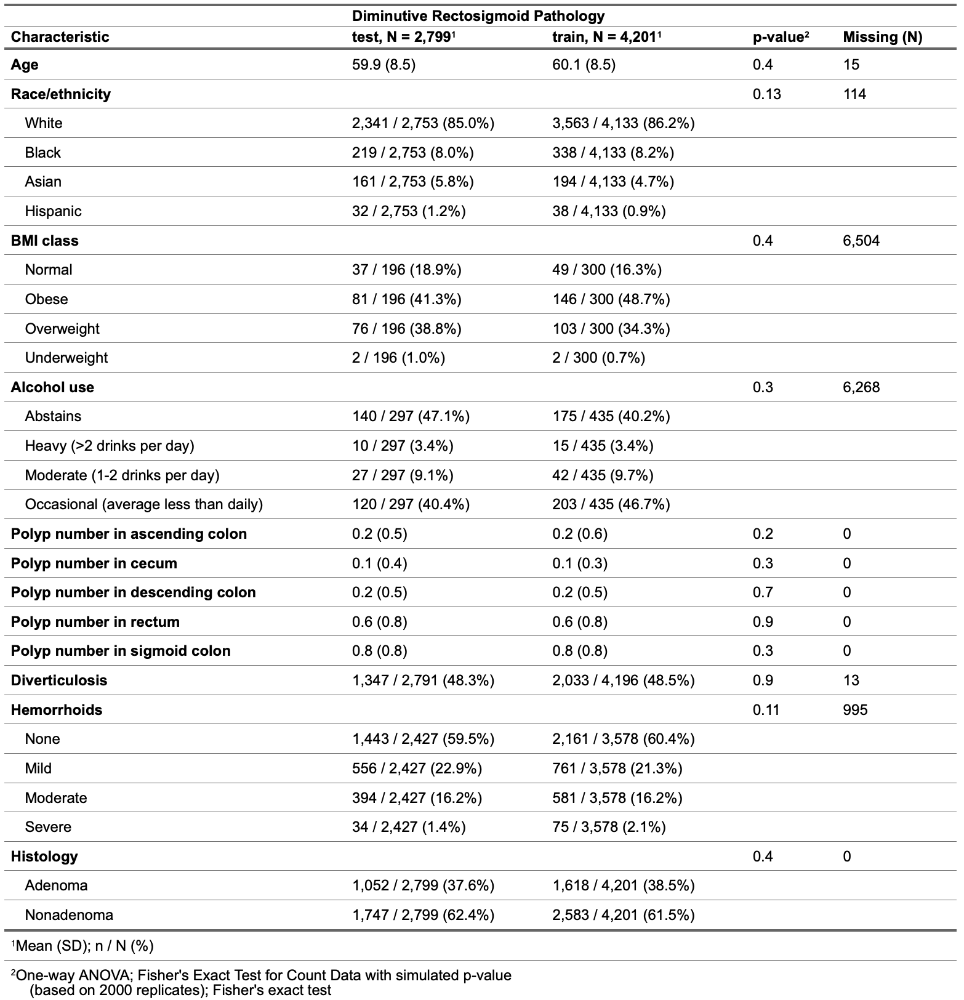 Diminutive Rectosigmoid Pathology
Characteristic test, N = 2,799¹ train, N = 4,201¹ p-value² Missing (N)
Age 59.9 (8.5) 60.1 (8.5) 0.4 15
Race/ethnicity 0.13 114
White 2,341 / 2,753 (85.0%) 3,563 / 4,133 (86.2%)
Black 219 / 2,753 (8.0%) 338 / 4,133 (8.2%)
Asian 161 / 2,753 (5.8%) 194 / 4,133 (4.7%)
Hispanic 32 / 2,753 (1.2%) 38 / 4,133 (0.9%)
BMI class 0.4 6,504
Normal 37 / 196 (18.9%) 49 / 300 (16.3%)
Obese 81 / 196 (41.3%) 146 / 300 (48.7%)
Overweight 76 / 196 (38.8%) 103 / 300 (34.3%)
Underweight 2 / 196 (1.0%) 2 / 300 (0.7%)
Alcohol use 0.3 6,268
Abstains 140 / 297 (47.1%) 175 / 435 (40.2%)
Heavy (>2 drinks per day) 10 / 297 (3.4%) 15 / 435 (3.4%)
Moderate (1-2 drinks per day) 27 / 297 (9.1%) 42 / 435 (9.7%)
Occasional (average less than daily) 120 / 297 (40.4%) 203 / 435 (46.7%)
Polyp number in ascending colon 0.2 (0.5) 0.2 (0.6) 0.2 0
Polyp number in cecum 0.1 (0.4) 0.1 (0.3) 0.3 0
Polyp number in descending colon 0.2 (0.5) 0.2 (0.5) 0.7 0
Polyp number in rectum 0.6 (0.8) 0.6 (0.8) 0.9 0
Polyp number in sigmoid colon 0.8 (0.8) 0.8 (0.8) 0.3 0
Diverticulosis 1,347 / 2,791 (48.3%) 2,033 / 4,196 (48.5%) 0.9 13
Hemorrhoids 0.11 995
None 1,443 / 2,427 (59.5%) 2,161 / 3,578 (60.4%)
Mild 556 / 2,427 (22.9%) 761 / 3,578 (21.3%)
Moderate 394 / 2,427 (16.2%) 581 / 3,578 (16.2%)
Severe 34 / 2,427 (1.4%) 75 / 3,578 (2.1%)
Histology 0.4 0
Adenoma 1,052 / 2,799 (37.6%) 1,618 / 4,201 (38.5%)
Nonadenoma 1,747 / 2,799 (62.4%) 2,583 / 4,201 (61.5%)
¹Mean (SD); n / N (%)
²One-way ANOVA; Fisher's Exact Test for Count Data with simulated p-value
(based on 2000 replicates); Fisher's exact test